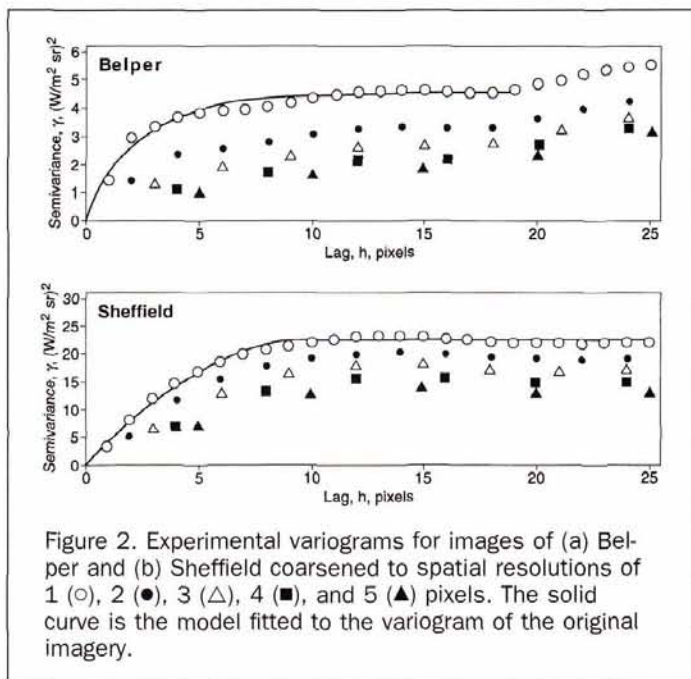 Belper
Semivariance, γ, (W/m² sr)²
6
5
4
3
2
1
0
0 5 10 15 20 25
Lag, h, pixels
Sheffield
Semivariance, γ, (W/m² sr)²
30
25
20
15
10
5
0
0 5 10 15 20 25
Lag, h, pixels
Figure 2. Experimental variograms for images of (a) Bel-
per and (b) Sheffield coarsened to spatial resolutions of
1 (○), 2 (●), 3 (△), 4 (■), and 5 (▲) pixels. The solid
curve is the model fitted to the variogram of the original
imagery.